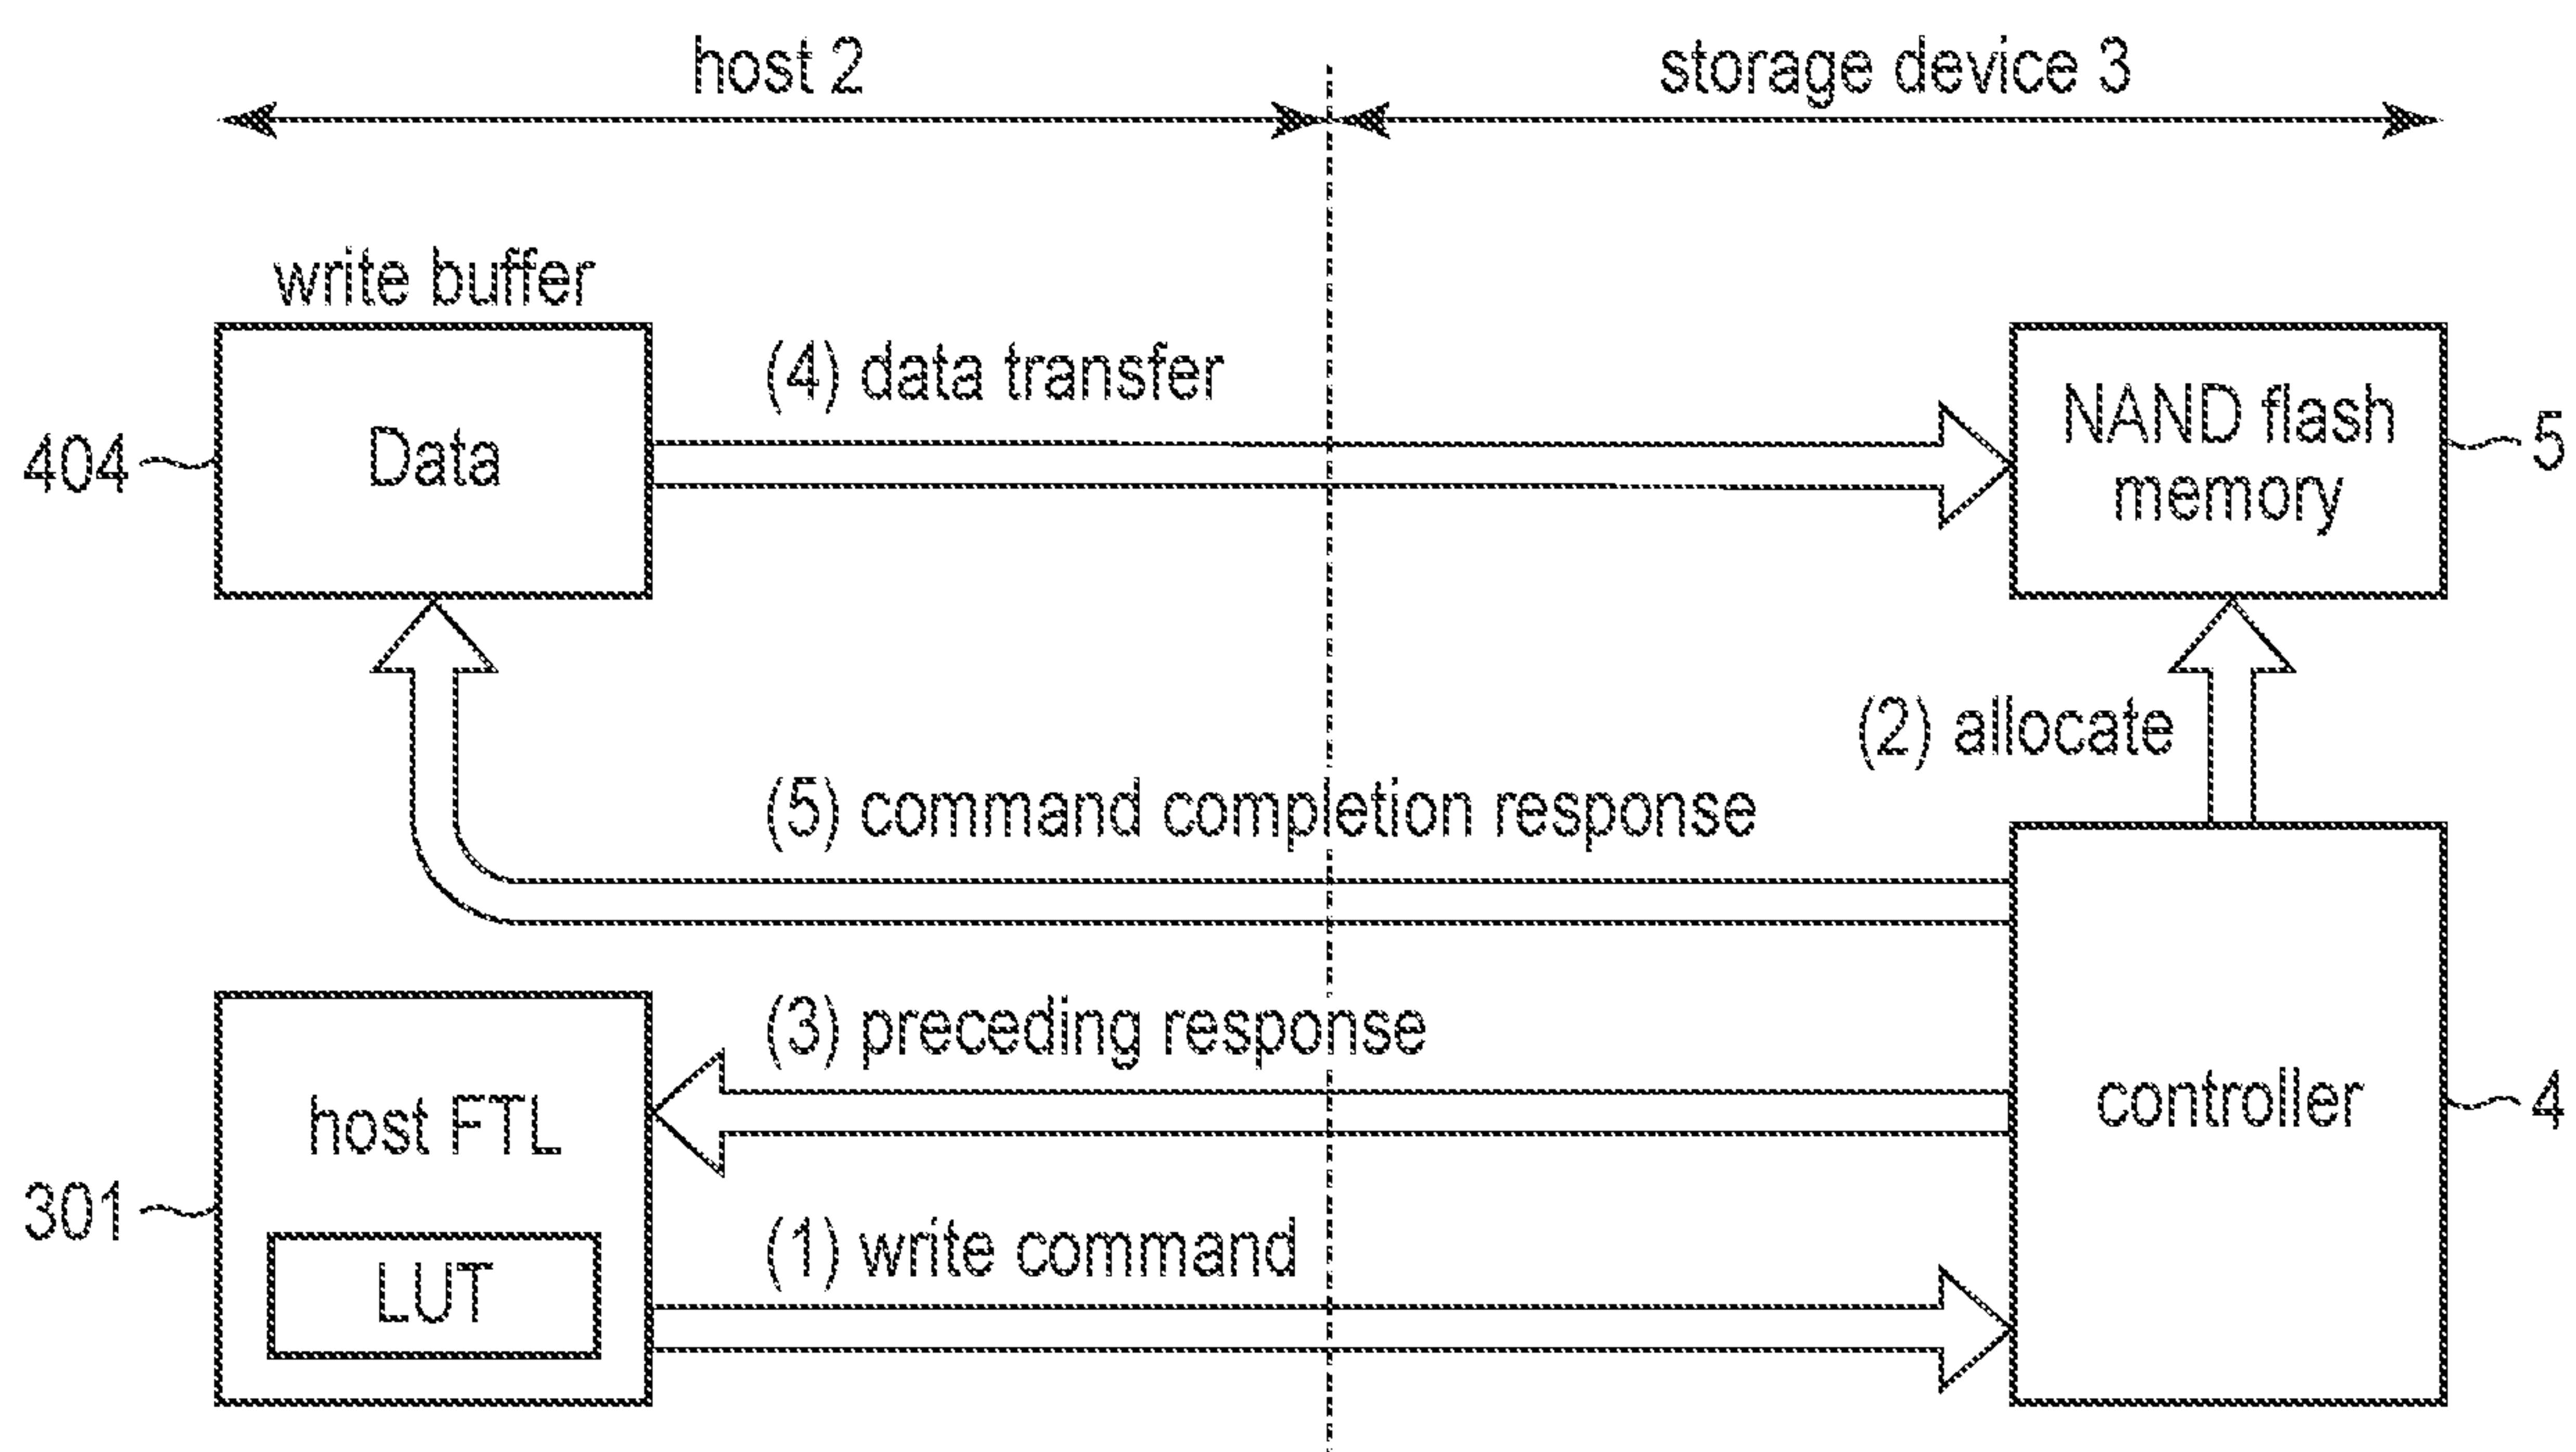 host 2
storage device 3
write buffer
Data
404
(4) data transfer
NAND flash
memory
5
(2) allocate
(5) command completion response
(3) preceding response
host FTL
301
LUT
(1) write command
controller
4